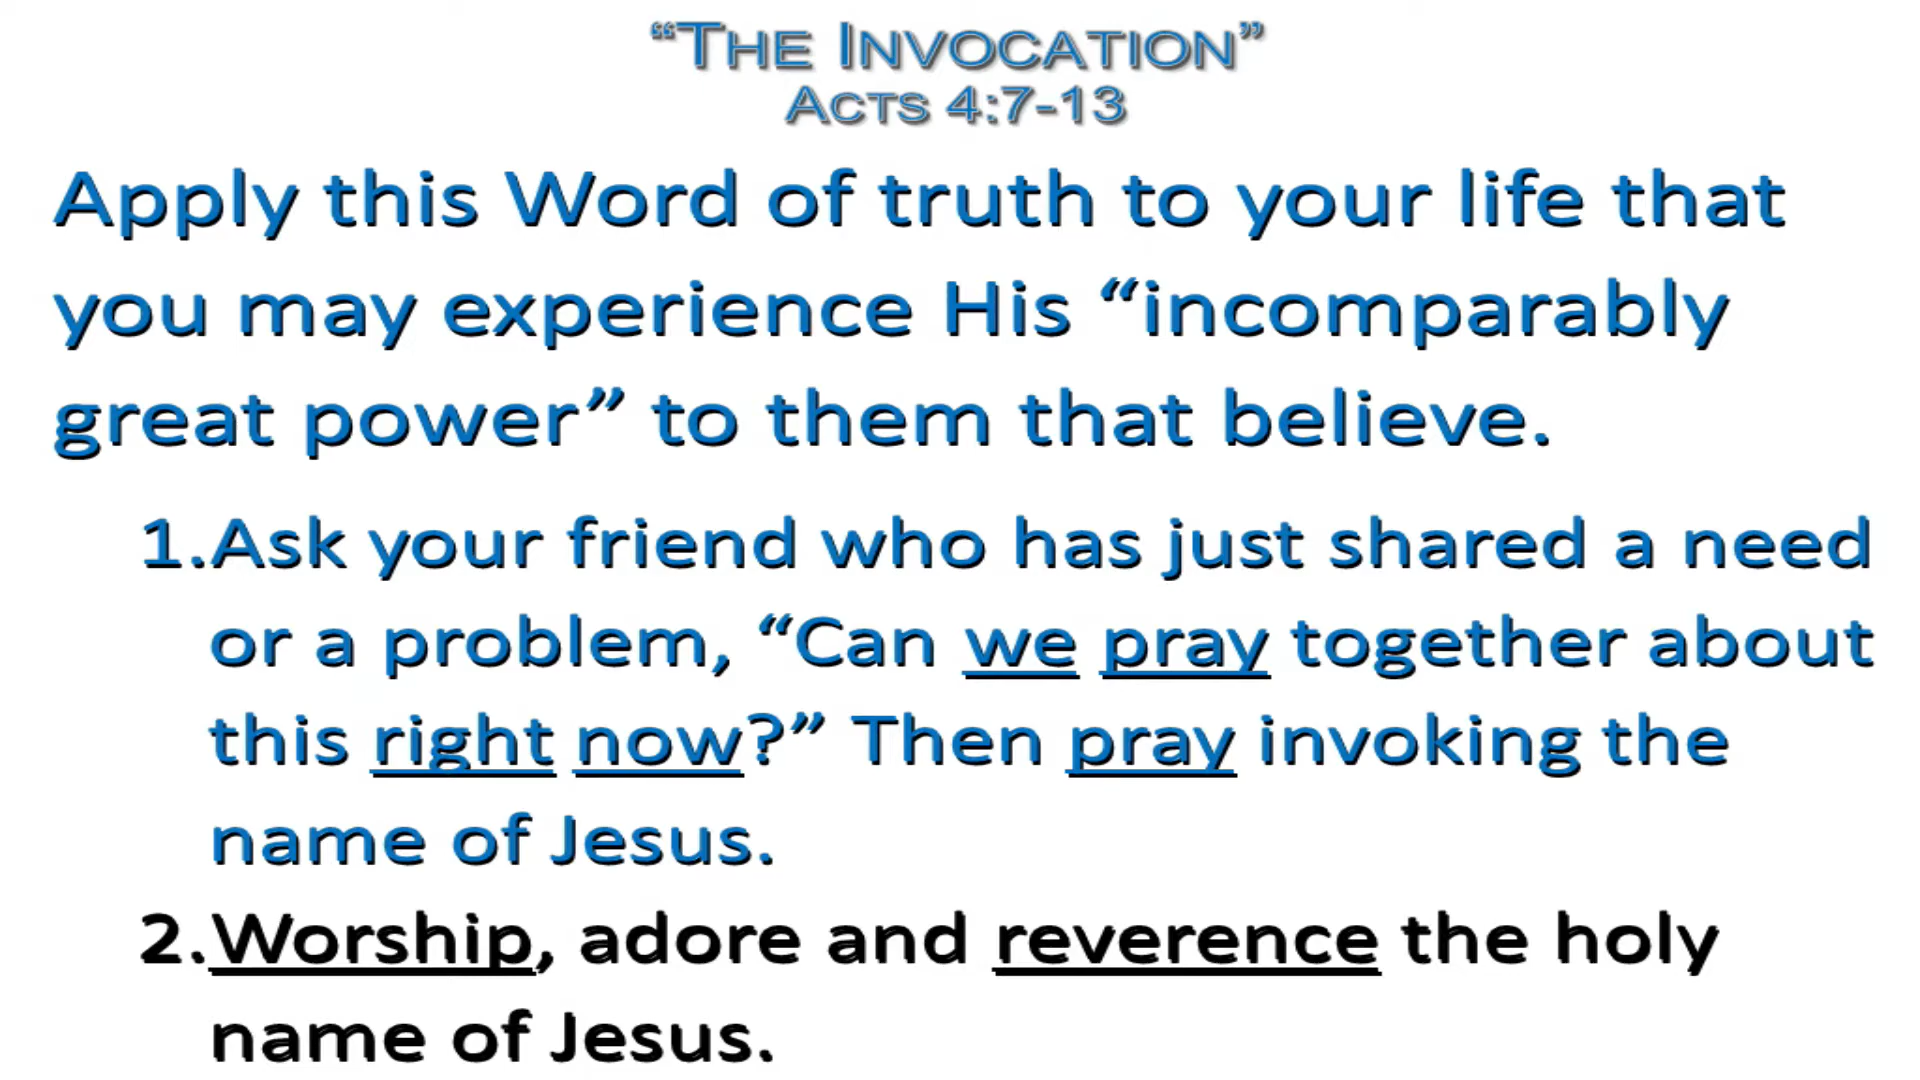 “The Invocation”
Acts 4:7-13
Apply this Word of truth to your life that
you may experience His “incomparably
great power” to them that believe.
1.Ask your friend who has just shared a need
or a problem, “Can we pray together about
this right now?” Then pray invoking the
name of Jesus.
2.Worship, adore and reverence the holy
name of Jesus.